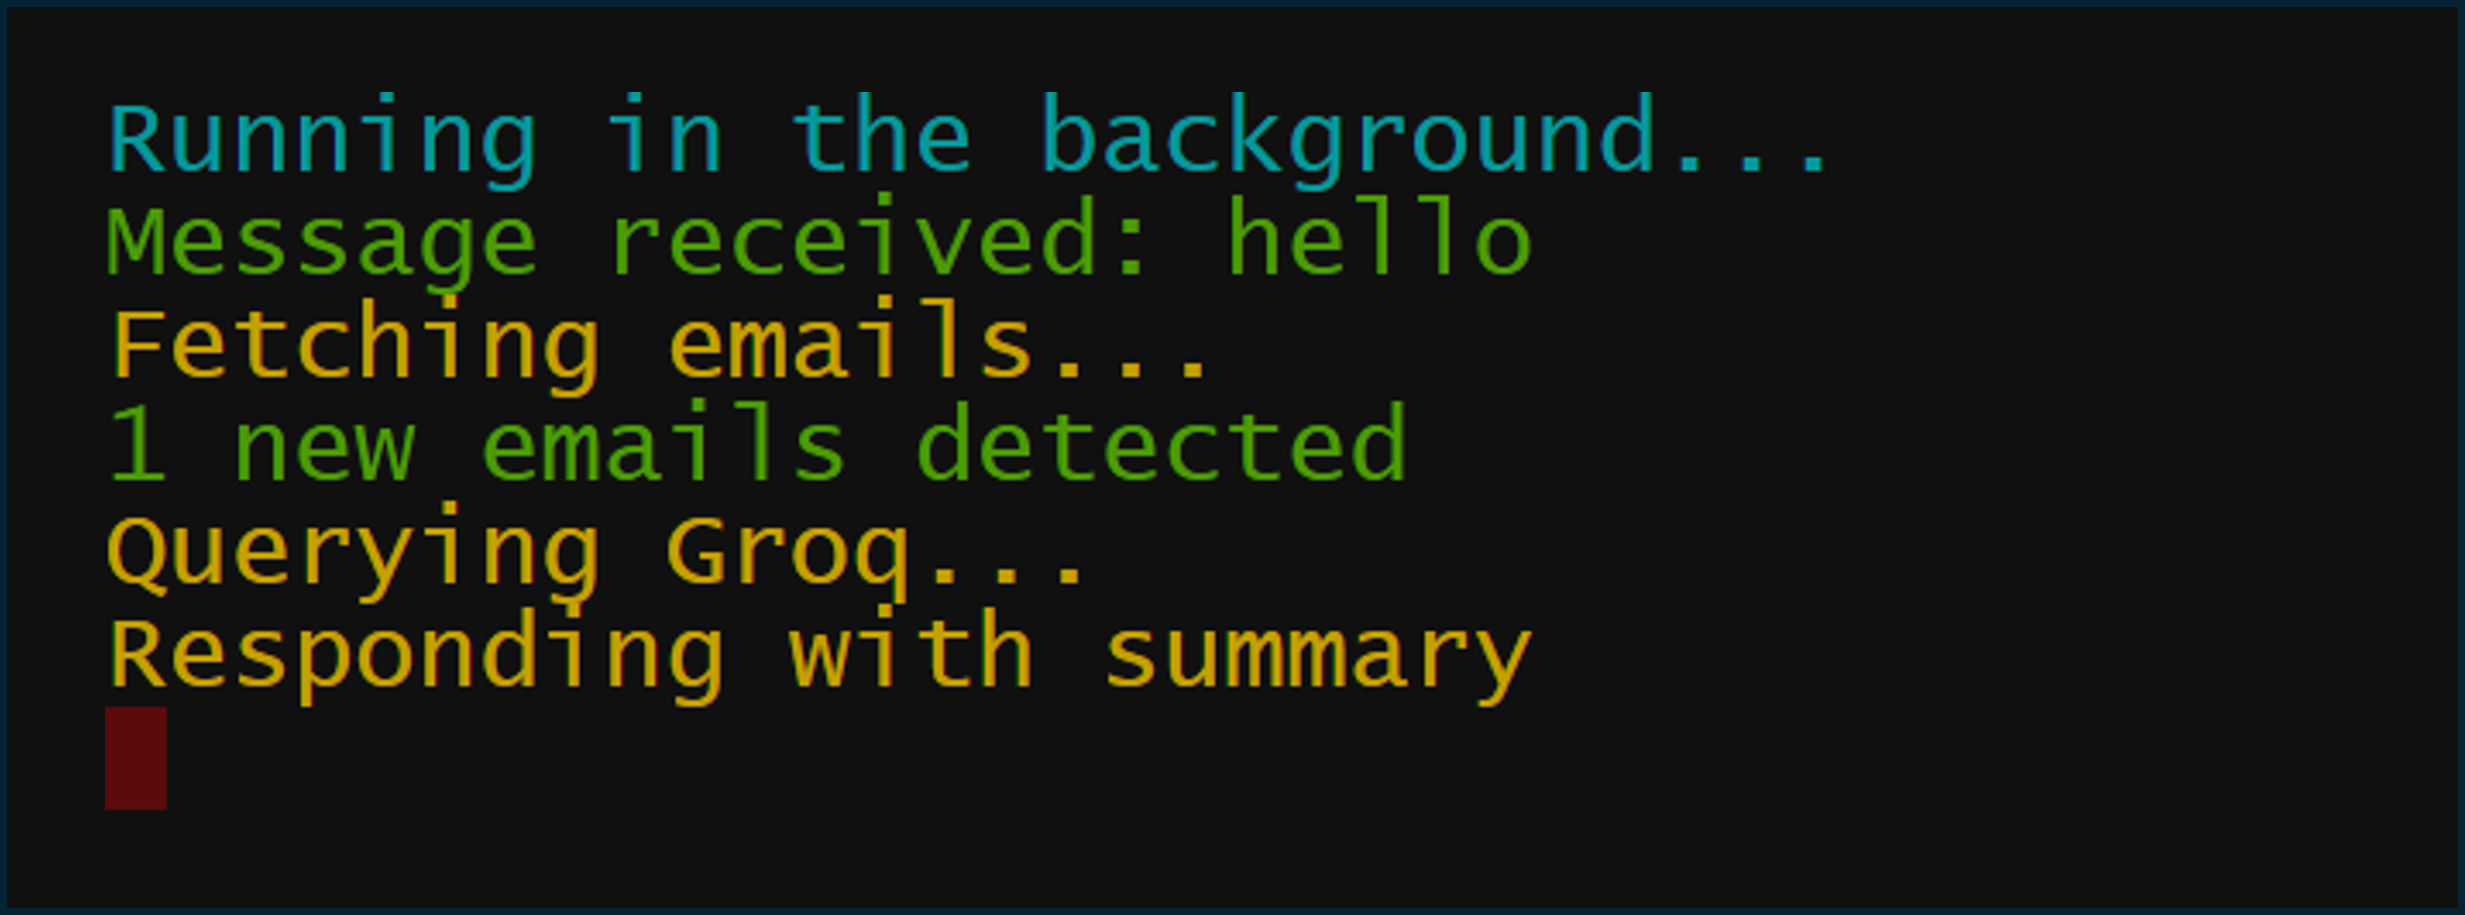 Running in the background...
Message received: hello
Fetching emails...
1 new emails detected
Querying Groq...
Responding with summary